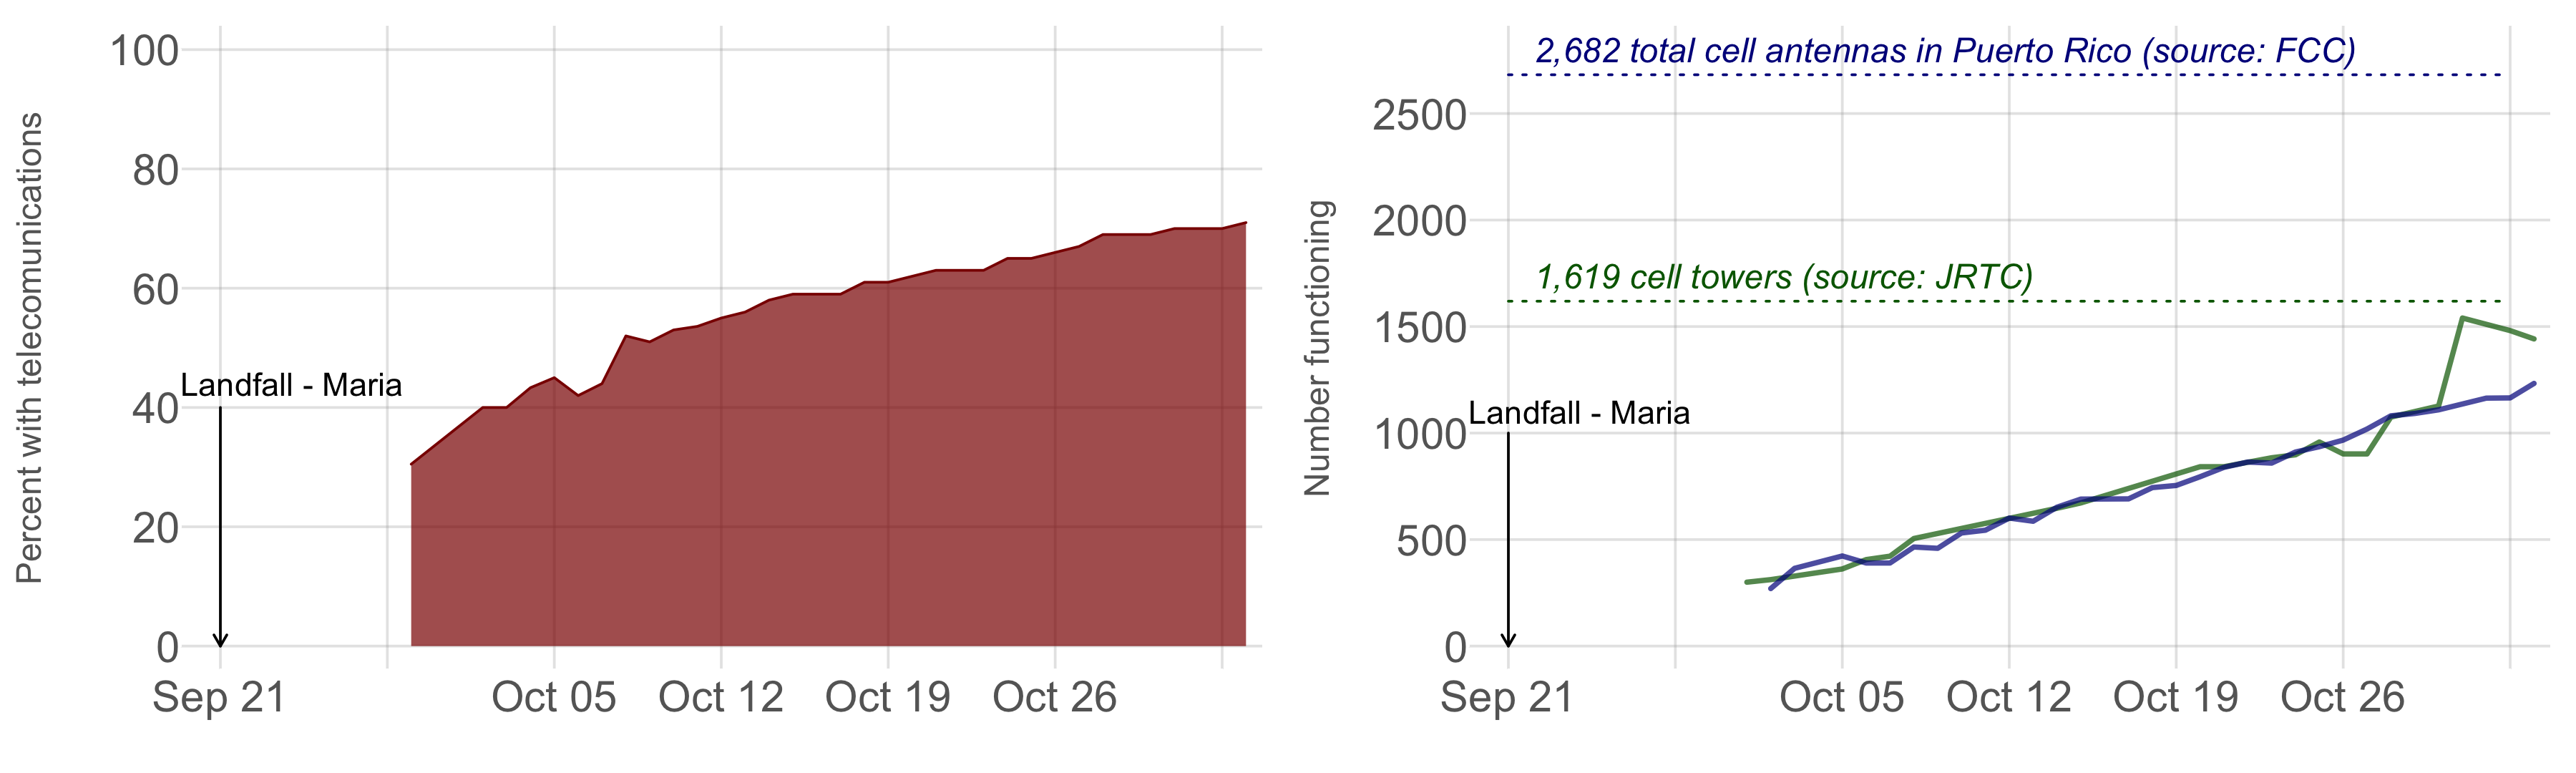 Percent with telecomunications
100
80
60
40
20
0
Landfall - Maria
Sep 21
Oct 05
Oct 12
Oct 19
Oct 26
Number functioning
2500
2000
1500
1000
500
0
2,682 total cell antennas in Puerto Rico (source: FCC)
1,619 cell towers (source: JRTC)
Landfall - Maria
Sep 21
Oct 05
Oct 12
Oct 19
Oct 26